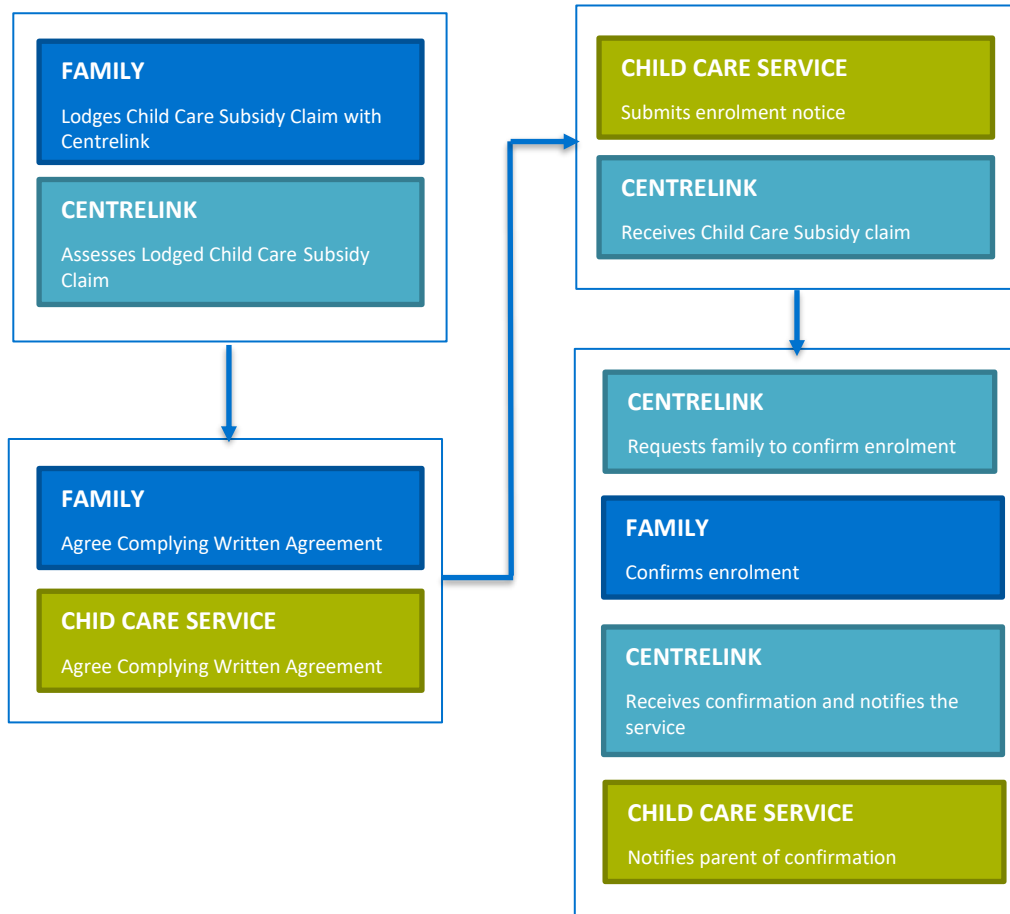 FAMILY
Lodges Child Care Subsidy Claim with
Centrelink
CENTRELINK
Assesses Lodged Child Care Subsidy
Claim
FAMILY
Agree Complying Written Agreement
CHID CARE SERVICE
Agree Complying Written Agreement
CHILD CARE SERVICE
Submits enrolment notice
CENTRELINK
Receives Child Care Subsidy claim
CENTRELINK
Requests family to confirm enrolment
FAMILY
Confirms enrolment
CENTRELINK
Receives confirmation and notifies the
service
CHILD CARE SERVICE
Notifies parent of confirmation